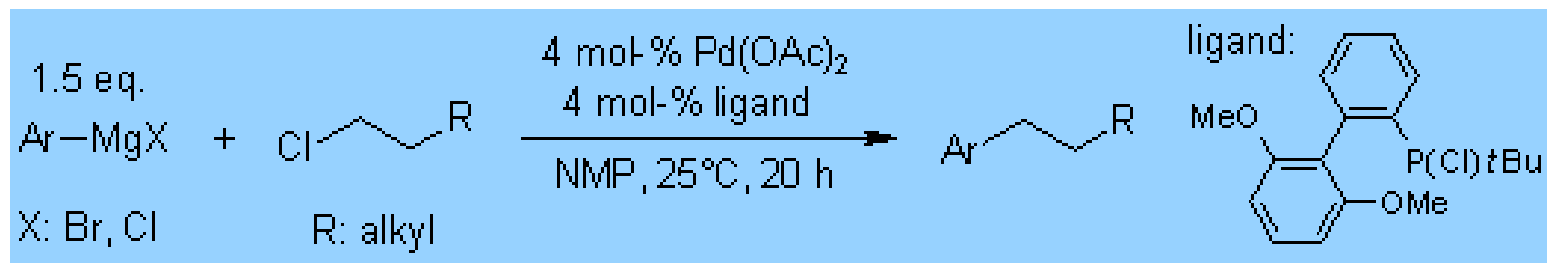 1.5 eq.
Ar—MgX + Cl R
X: Br, Cl
R: alkyl
4 mol-% Pd(OAc)₂
4 mol-% ligand
NMP, 25°C, 20 h
Ar R
ligand:
MeO
P(Cl)tBu
OMe